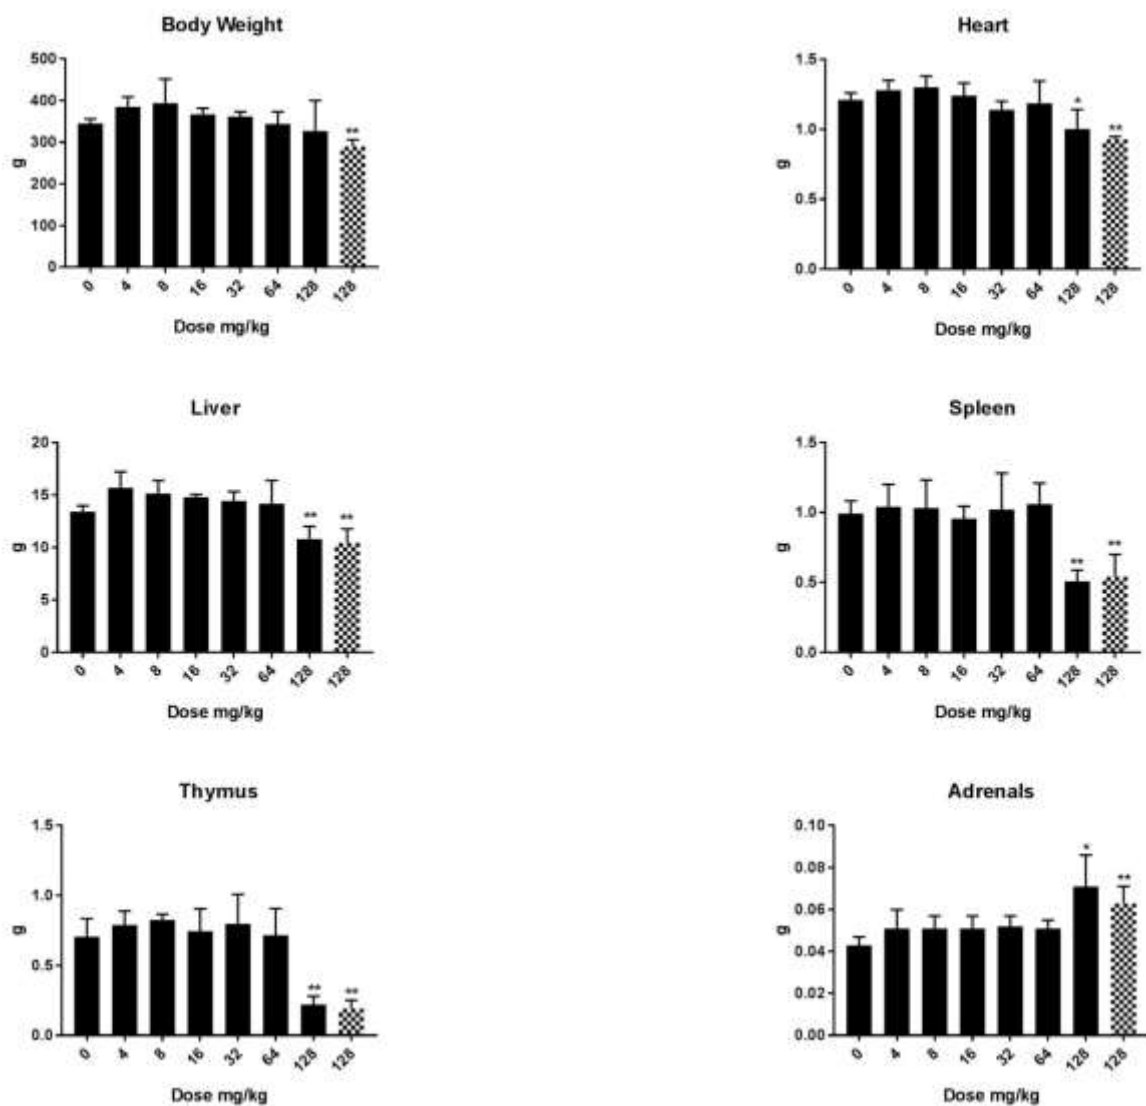 Body Weight
500
400
300
200
100
0
g
**
0 4 8 16 32 64 128 128
Dose mg/kg
Heart
1.5
1.0
0.5
0.0
g
* **
0 4 8 16 32 64 128 128
Dose mg/kg
Liver
20
15
10
5
0
g
** **
0 4 8 16 32 64 128 128
Dose mg/kg
Spleen
1.5
1.0
0.5
0.0
g
** **
0 4 8 16 32 64 128 128
Dose mg/kg
Thymus
1.5
1.0
0.5
0.0
g
** **
0 4 8 16 32 64 128 128
Dose mg/kg
Adrenals
0.10
0.08
0.06
0.04
0.02
0.00
g
* **
0 4 8 16 32 64 128 128
Dose mg/kg